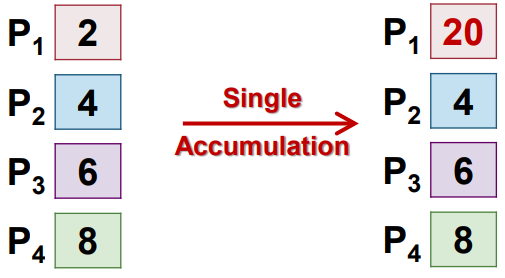 P1 2
P2 4
P3 6
P4 8
Single
Accumulation
P1 20
P2 4
P3 6
P4 8